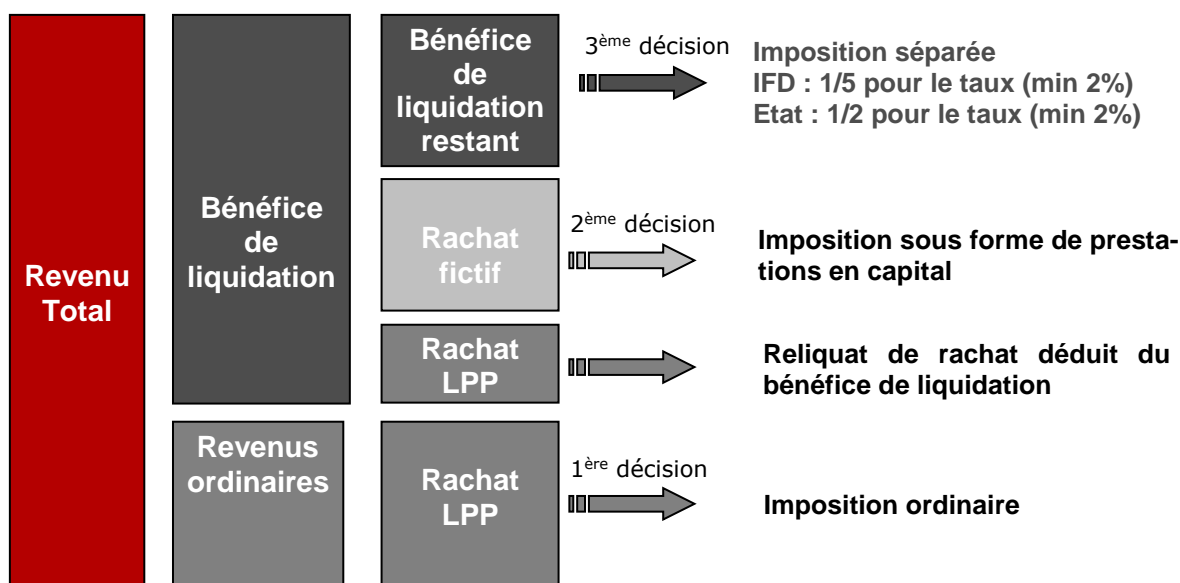 Revenu
Total
Bénéfice
de
liquidation
Revenus
ordinaires
Bénéfice
de
liquidation
restant
3ème décision
Imposition séparée
IFD : 1/5 pour le taux (min 2%)
Etat : 1/2 pour le taux (min 2%)
Rachat
fictif
2ème décision
Imposition sous forme de presta-
tions en capital
Rachat
LPP
Reliquat de rachat déduit du
bénéfice de liquidation
Rachat
LPP
1ère décision
Imposition ordinaire